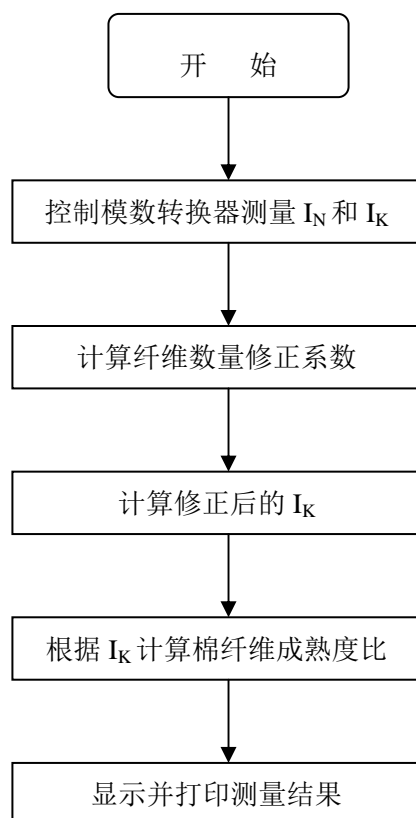 开 始
控制模数转换器测量 I_N 和 I_K
计算纤维数量修正系数
计算修正后的 I_K
根据 I_K 计算棉纤维成熟度比
显示并打印测量结果